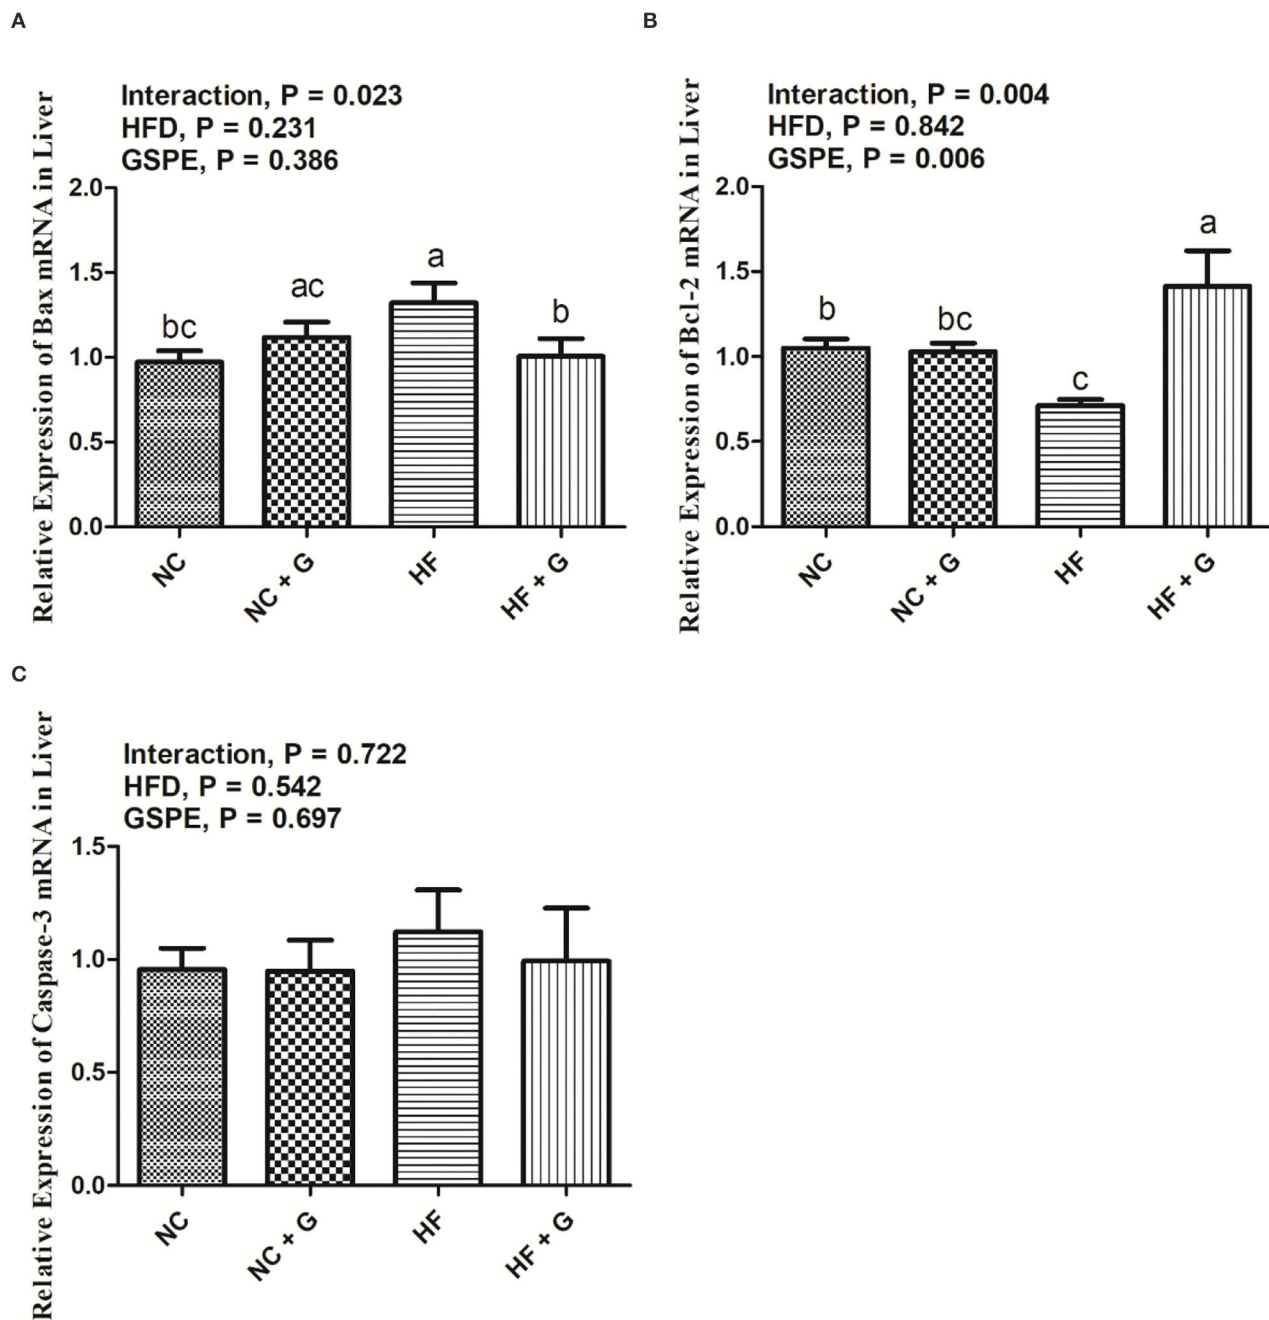 A
Interaction, P = 0.023
HFD, P = 0.231
GSPE, P = 0.386
Relative Expression of Bax mRNA in Liver
2.0
1.5
1.0
0.5
0.0
bc
ac
a
b
NC
NC + G
HF
HF + G
B
Interaction, P = 0.004
HFD, P = 0.842
GSPE, P = 0.006
Relative Expression of Bcl-2 mRNA in Liver
2.0
1.5
1.0
0.5
0.0
b
bc
c
a
NC
NC + G
HF
HF + G
C
Interaction, P = 0.722
HFD, P = 0.542
GSPE, P = 0.697
Relative Expression of Caspase-3 mRNA in Liver
1.5
1.0
0.5
0.0
NC
NC + G
HF
HF + G